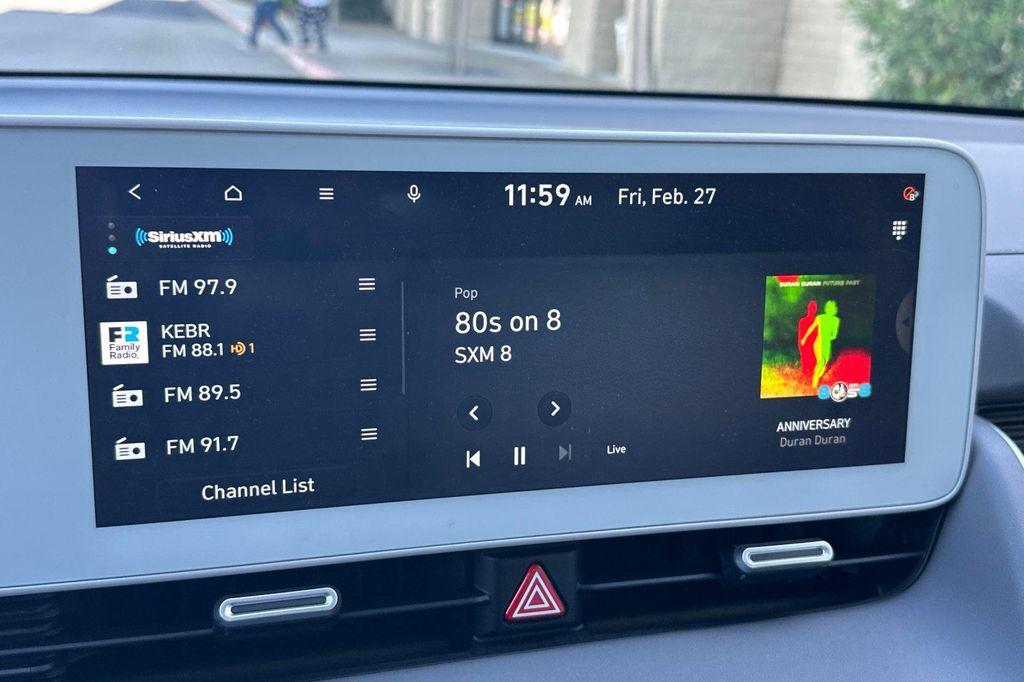 11:59 AM Fri, Feb. 27
((SiriusXM))
SATELLITE RADIO
FM 97.9
FR
Family
Radio
KEBR
FM 88.1 HD 1
FM 89.5
FM 91.7
Channel List
Pop
80s on 8
SXM 8
Live
DURAN DURAN FUTURE PAST
ANNIVERSARY
Duran Duran